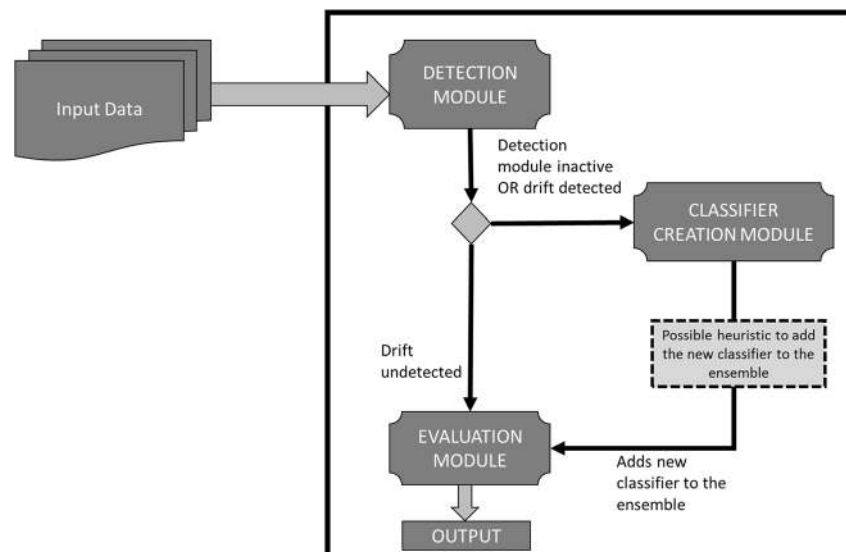 Input Data
DETECTION
MODULE
Detection
module inactive
OR drift detected
CLASSIFIER
CREATION MODULE
Possible heuristic to add
the new classifier to the
ensemble
Drift
undetected
EVALUATION
MODULE
Adds new
classifier to the
ensemble
OUTPUT